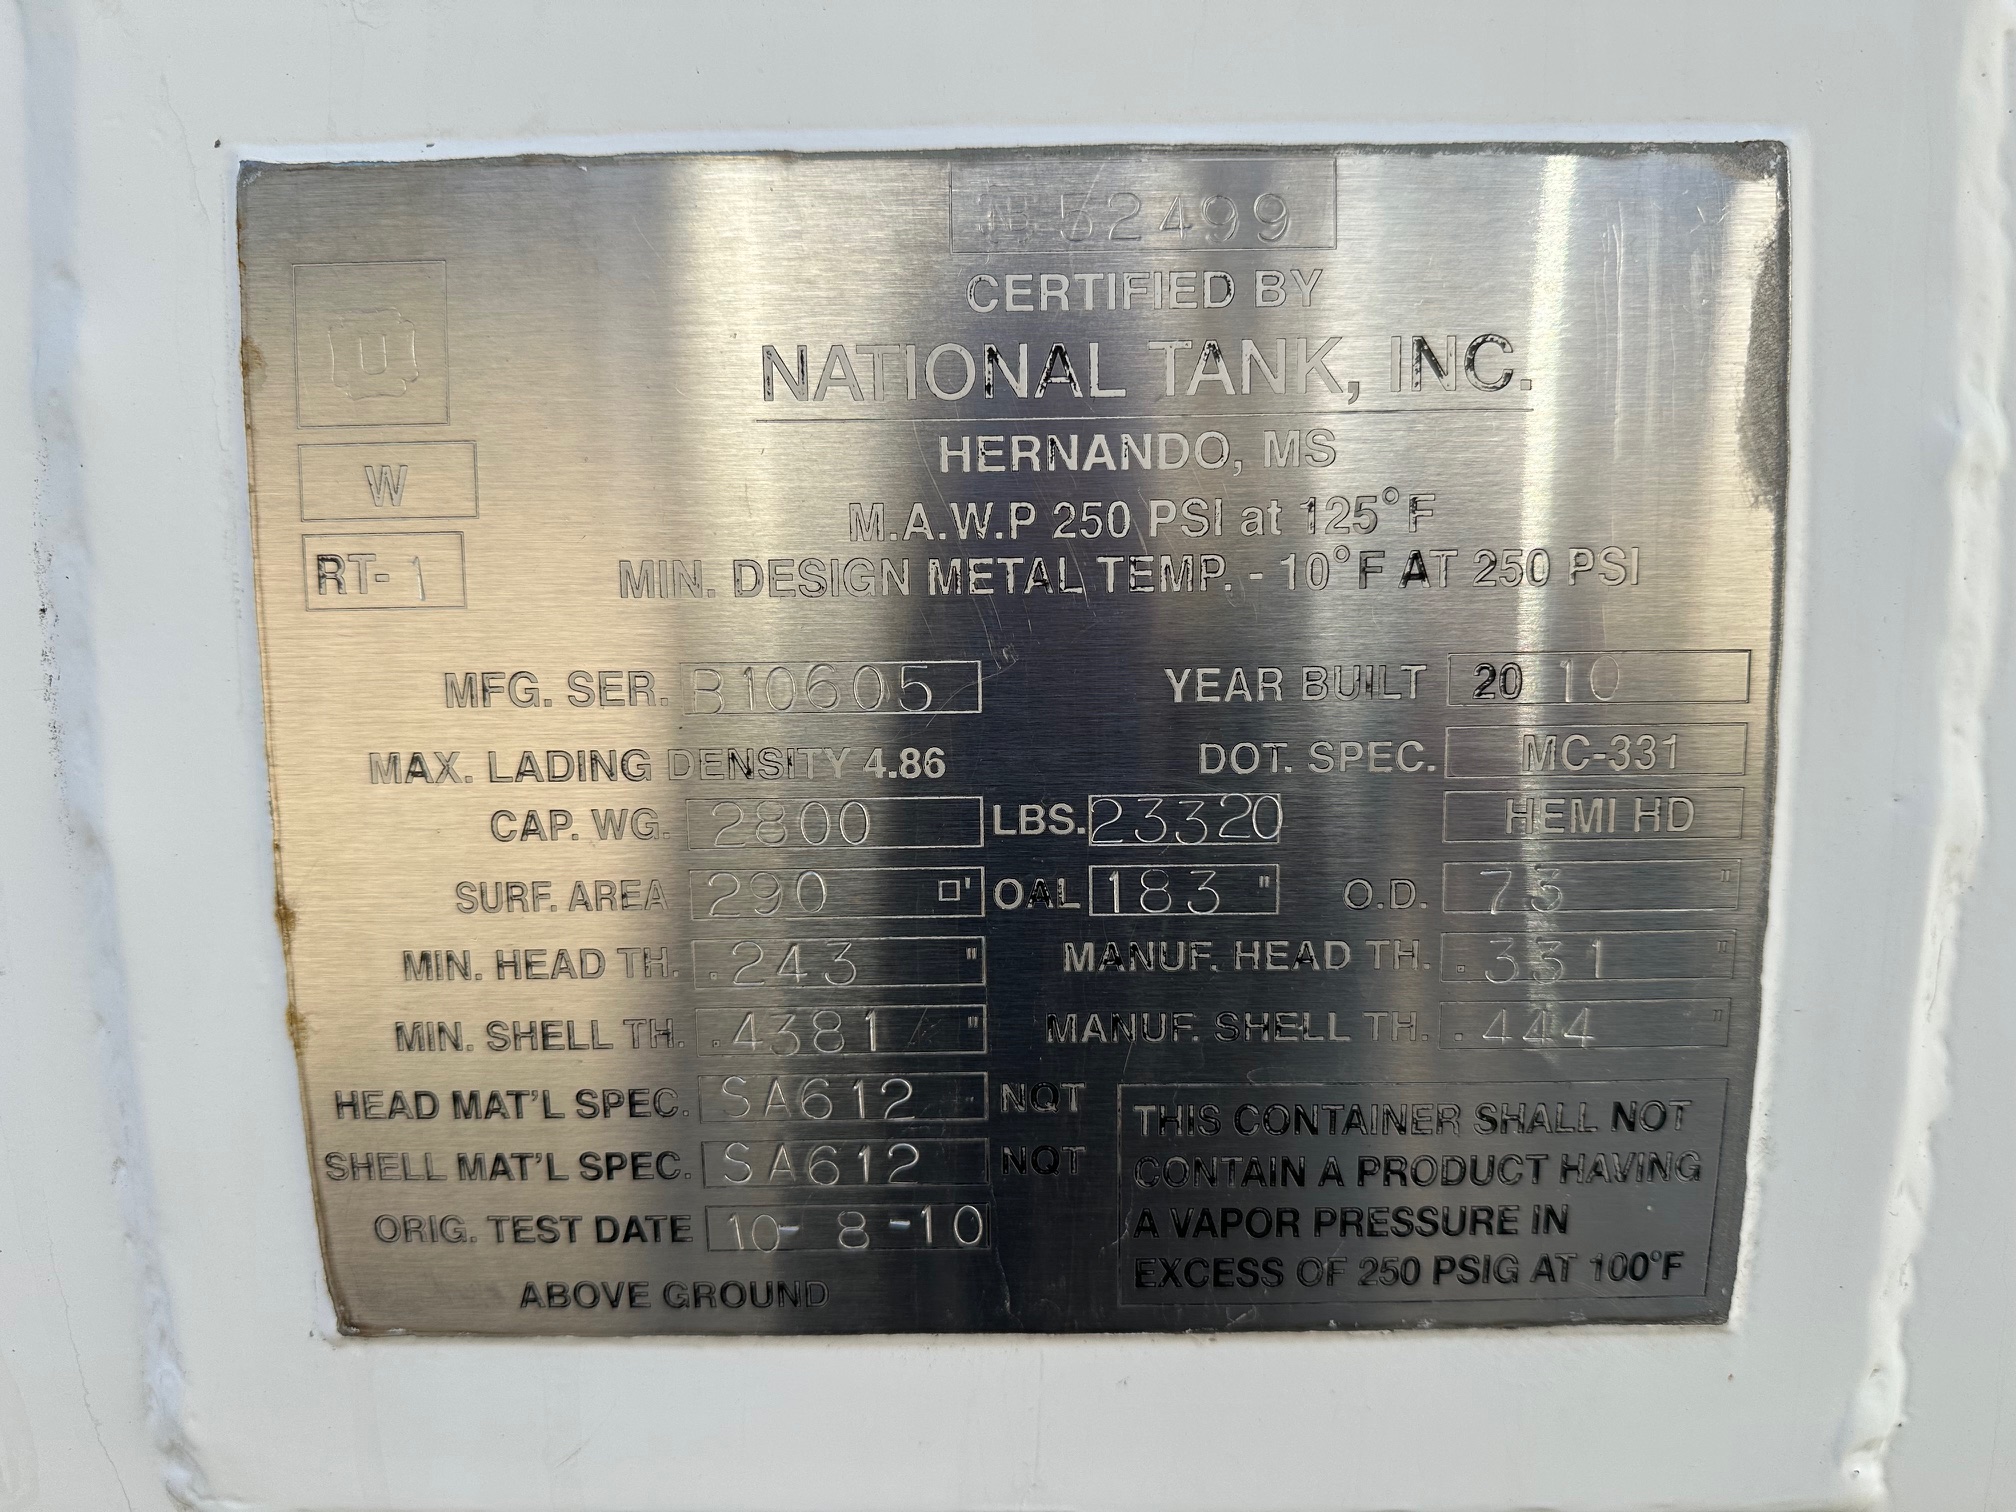 NB 52499
CERTIFIED BY
U
NATIONAL TANK, INC.
HERNANDO, MS
W
M.A.W.P 250 PSI at 125°F
RT-1
MIN. DESIGN METAL TEMP. - 10°F AT 250 PSI
MFG. SER. B10605 YEAR BUILT 2010
MAX. LADING DENSITY 4.86 DOT. SPEC. MC-331
CAP. WG. 2800 LBS. 23320 HEMI HD
SURF. AREA 290 □' OAL 183 " O.D. 73 "
MIN. HEAD TH. .243 " MANUF. HEAD TH. .331 "
MIN. SHELL TH. .4381 " MANUF. SHELL TH. .444 "
HEAD MAT'L SPEC. SA612 NQT
SHELL MAT'L SPEC. SA612 NQT
ORIG. TEST DATE 10-8-10
ABOVE GROUND
THIS CONTAINER SHALL NOT
CONTAIN A PRODUCT HAVING
A VAPOR PRESSURE IN
EXCESS OF 250 PSIG AT 100°F